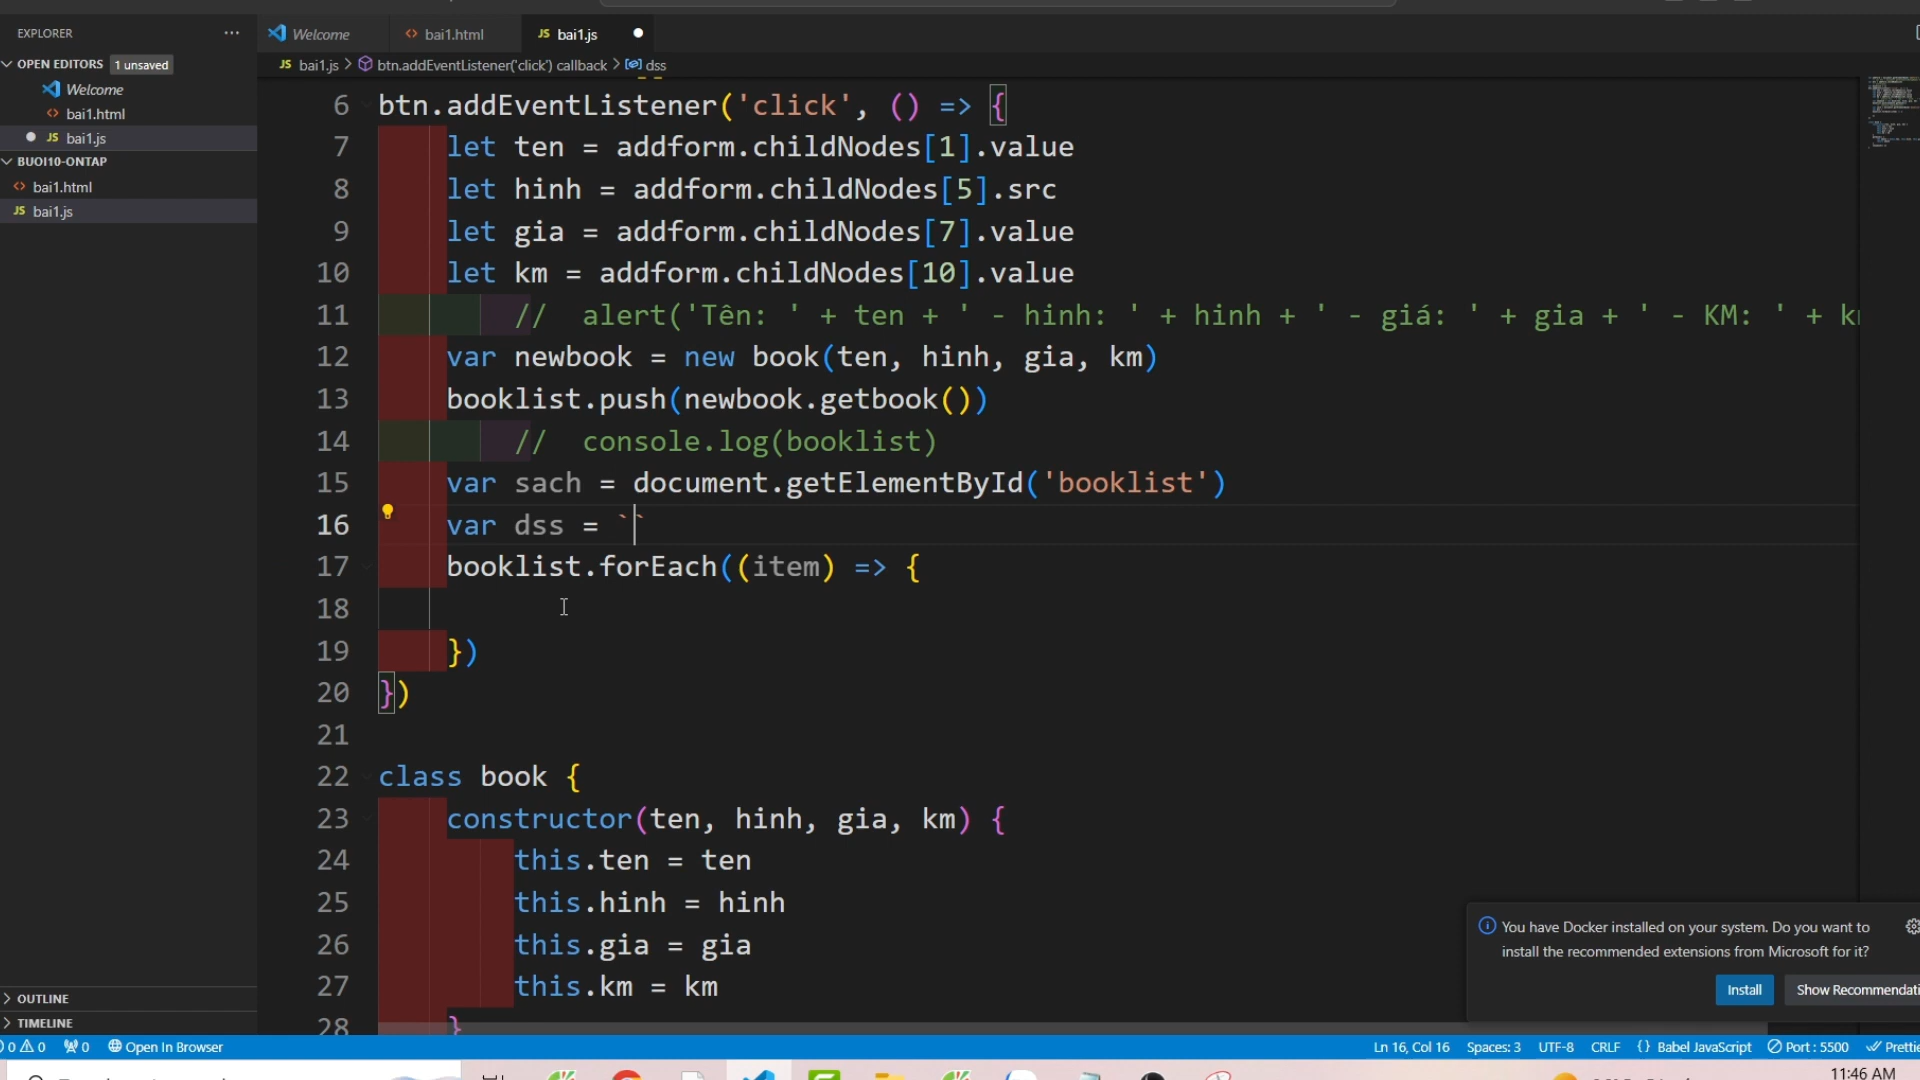 EXPLORER
Welcome
bai1.html
JS bai1.js
OPEN EDITORS 1 unsaved
Welcome
bai1.html
JS bai1.js
BUOI10-ONTAP
bai1.html
JS bai1.js
OUTLINE
TIMELINE
JS bai1.js > btn.addEventListener('click') callback > dss
6 btn.addEventListener('click', () => {
7 let ten = addform.childNodes[1].value
8 let hinh = addform.childNodes[5].src
9 let gia = addform.childNodes[7].value
10 let km = addform.childNodes[10].value
11 // alert('Tên: ' + ten + ' - hinh: ' + hinh + ' - giá: ' + gia + ' - KM: ' +
12 var newbook = new book(ten, hinh, gia, km)
13 booklist.push(newbook.getbook())
14 // console.log(booklist)
15 var sach = document.getElementById('booklist')
16 var dss = ``
17 booklist.forEach((item) => {
18
19 })
20 })
21
22 class book {
23 constructor(ten, hinh, gia, km) {
24 this.ten = ten
25 this.hinh = hinh
26 this.gia = gia
27 this.km = km
28 }
You have Docker installed on your system. Do you want to
install the recommended extensions from Microsoft for it?
Install
Show
0 0 0 Open In Browser
Ln 16, Col 16 Spaces: 3 UTF-8 CRLF {} Babel JavaScript Port : 5500
11:46 AM